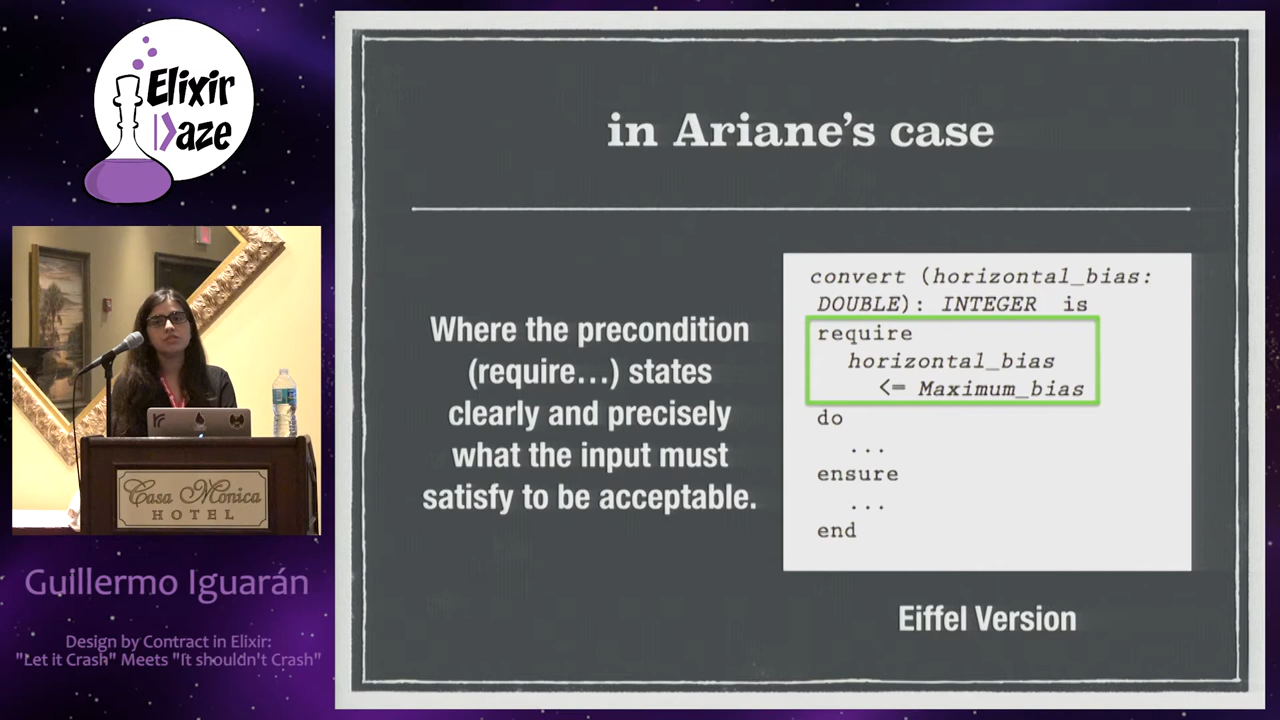 Elixir
Daze
Casa Monica
HOTEL
Guillermo Iguarán
Design by Contract in Elixir:
"Let it Crash" Meets "It shouldn't Crash"
in Ariane's case
Where the precondition
(require...) states
clearly and precisely
what the input must
satisfy to be acceptable.
convert (horizontal_bias:
DOUBLE): INTEGER is
require
horizontal_bias
<= Maximum_bias
do
...
ensure
...
end
Eiffel Version